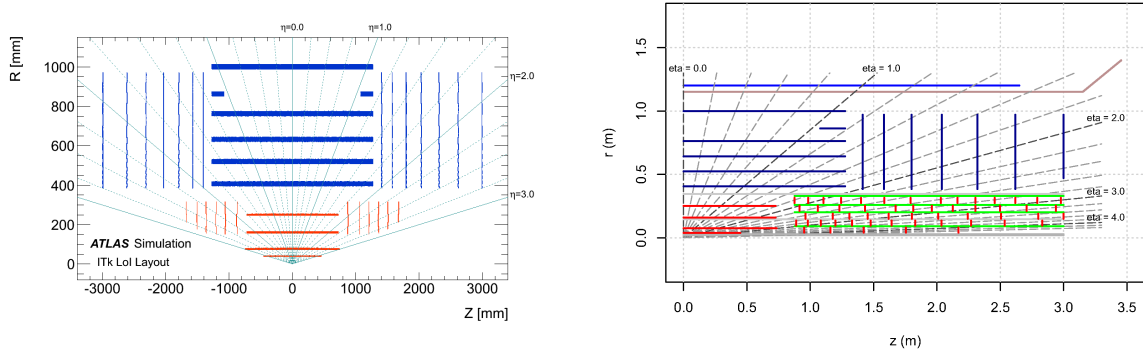 η=0.0 η=1.0
R [mm]
1000
800
600
400
200
0
η=2.0
η=3.0
ATLAS Simulation
ITk LoI Layout
-3000 -2000 -1000 0 1000 2000 3000
Z [mm]
r (m)
1.5
1.0
0.5
0.0
eta = 0.0
eta = 1.0
eta = 2.0
eta = 3.0
eta = 4.0
0.0 0.5 1.0 1.5 2.0 2.5 3.0 3.5
z (m)